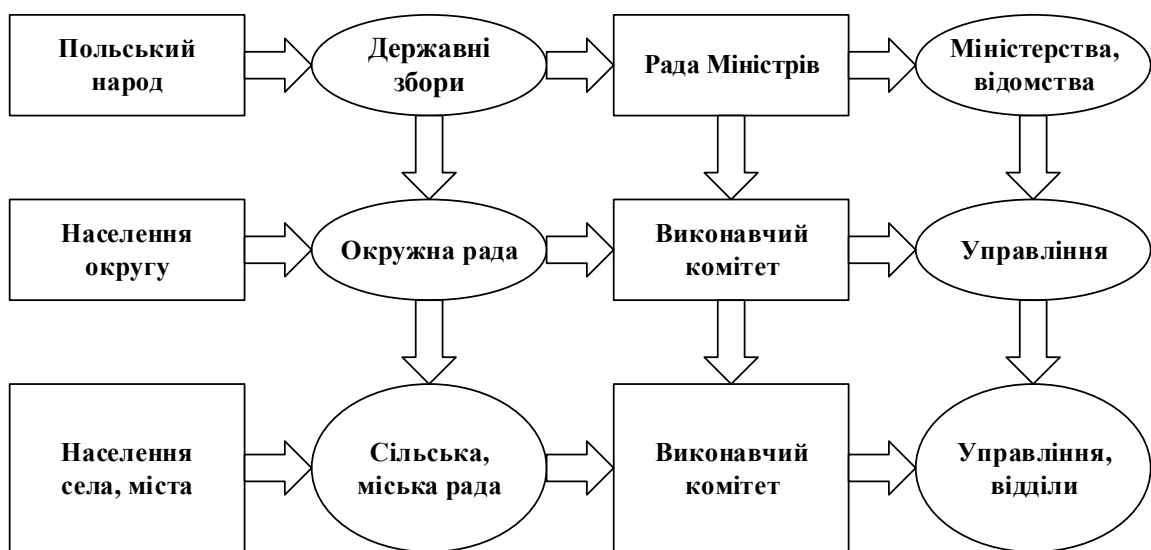 Польський
народ
Державні
збори
Рада Міністрів
Міністерства,
відомства
Населення
округу
Окружна рада
Виконавчий
комітет
Управління
Населення
села, міста
Сільська,
міська рада
Виконавчий
комітет
Управління,
відділи